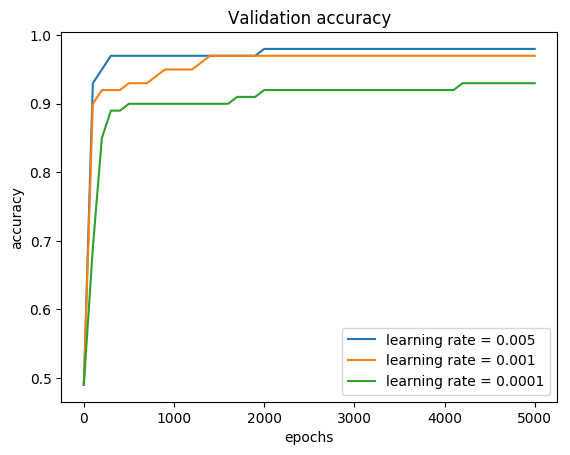 Validation accuracy
1.0
0.9
0.8
0.7
0.6
0.5
accuracy
learning rate = 0.005
learning rate = 0.001
learning rate = 0.0001
0 1000 2000 3000 4000 5000
epochs